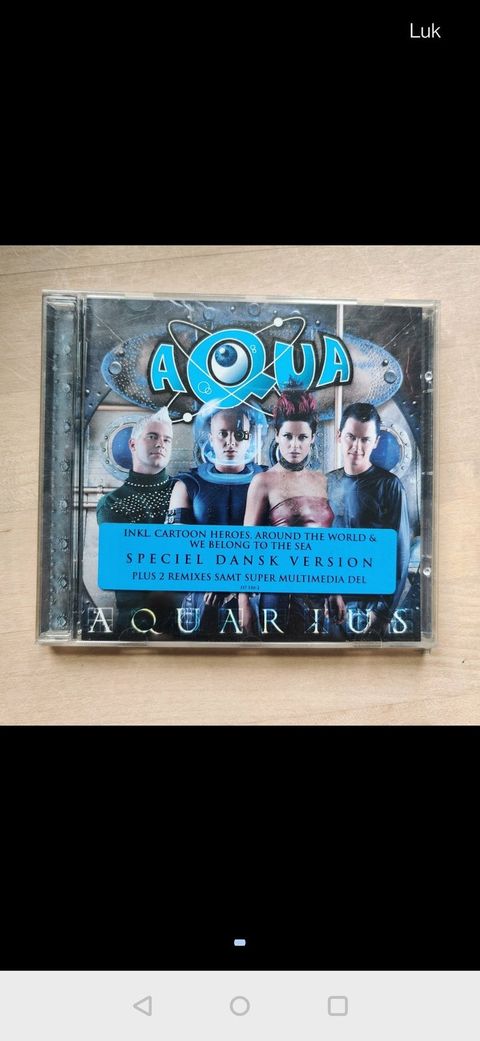 Luk
AQUA
INKL. CARTOON HEROES, AROUND THE WORLD &
WE BELONG TO THE SEA
SPECIEL DANSK VERSION
PLUS 2 REMIXES SAMT SUPER MULTIMEDIA DEL
AQUARIUS